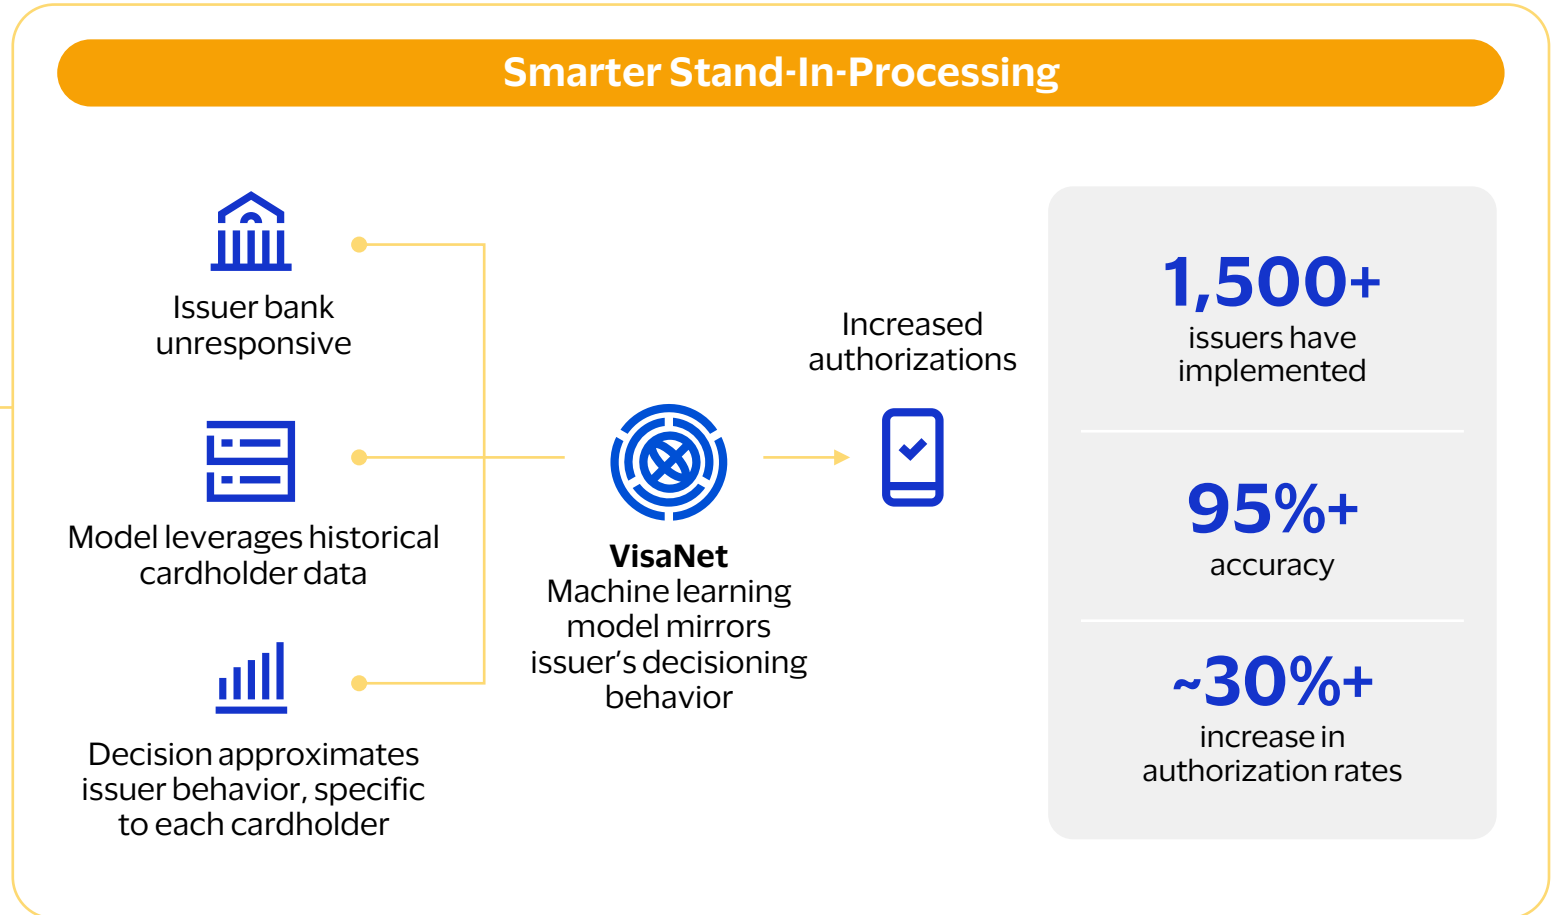 Smarter Stand-In-Processing
Issuer bank
unresponsive
Model leverages historical
cardholder data
Decision approximates
issuer behavior, specific
to each cardholder
VisaNet
Machine learning
model mirrors
issuer’s decisioning
behavior
Increased
authorizations
1,500+
issuers have
implemented
95%+
accuracy
~30%+
increase in
authorization rates